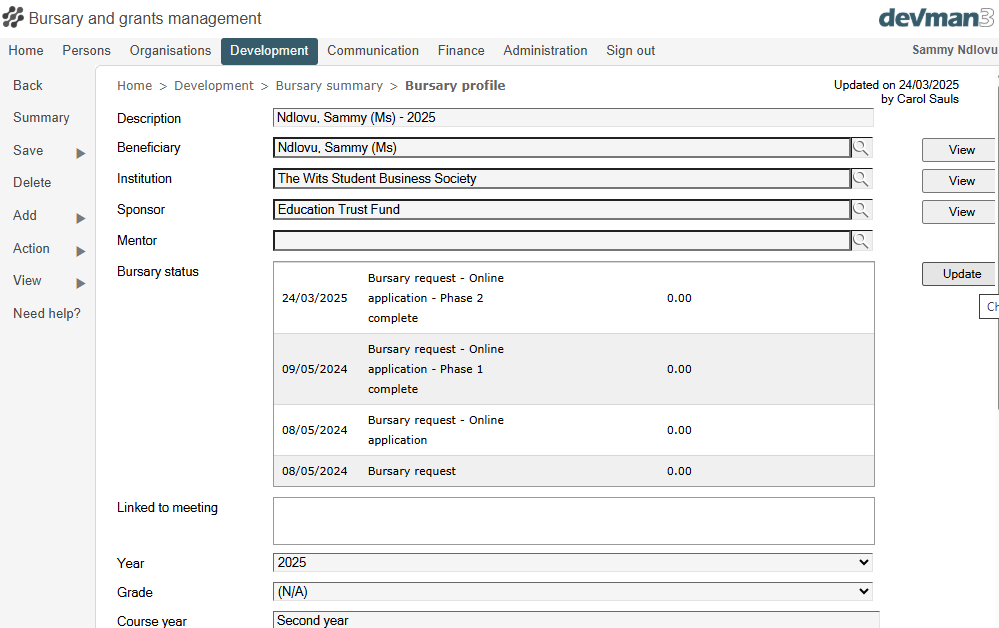 Bursary and grants management
devman3
Home Persons Organisations Development Communication Finance Administration Sign out
Sammy Ndlovu
Back
Summary
Save
Delete
Add
Action
View
Need help?
Home > Development > Bursary summary > Bursary profile
Updated on 24/03/2025
by Carol Sauls
Description Ndlovu, Sammy (Ms) - 2025
Beneficiary Ndlovu, Sammy (Ms) View
Institution The Wits Student Business Society View
Sponsor Education Trust Fund View
Mentor
Bursary status Update
24/03/2025 Bursary request - Online
application - Phase 2 0.00
complete
09/05/2024 Bursary request - Online
application - Phase 1 0.00
complete
08/05/2024 Bursary request - Online
application 0.00
08/05/2024 Bursary request 0.00
Linked to meeting
Year 2025
Grade (N/A)
Course year Second year